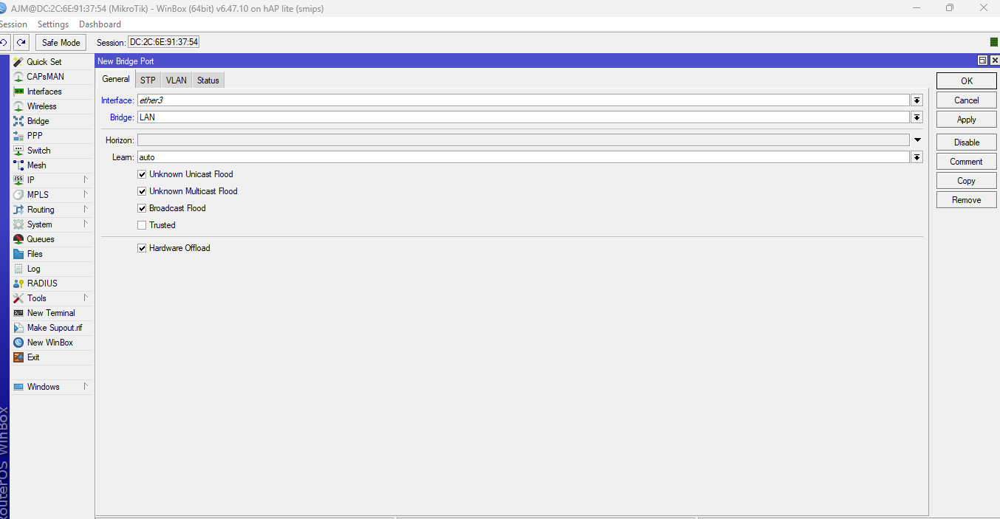 AJM@DC:2C:6E:91:37:54 (MikroTik) - WinBox (64bit) v6.47.10 on hAP lite (smips)
Session Settings Dashboard
Safe Mode Session: DC:2C:6E:91:37:54
Quick Set
CAPsMAN
Interfaces
Wireless
Bridge
PPP
Switch
Mesh
IP
MPLS
Routing
System
Queues
Files
Log
RADIUS
Tools
New Terminal
Make Supout.rif
New WinBox
Exit
Windows
RouterOS WinBox
New Bridge Port
General STP VLAN Status
Interface: ether3
Bridge: LAN
Horizon:
Learn: auto
Unknown Unicast Flood
Unknown Multicast Flood
Broadcast Flood
Trusted
Hardware Offload
OK
Cancel
Apply
Disable
Comment
Copy
Remove